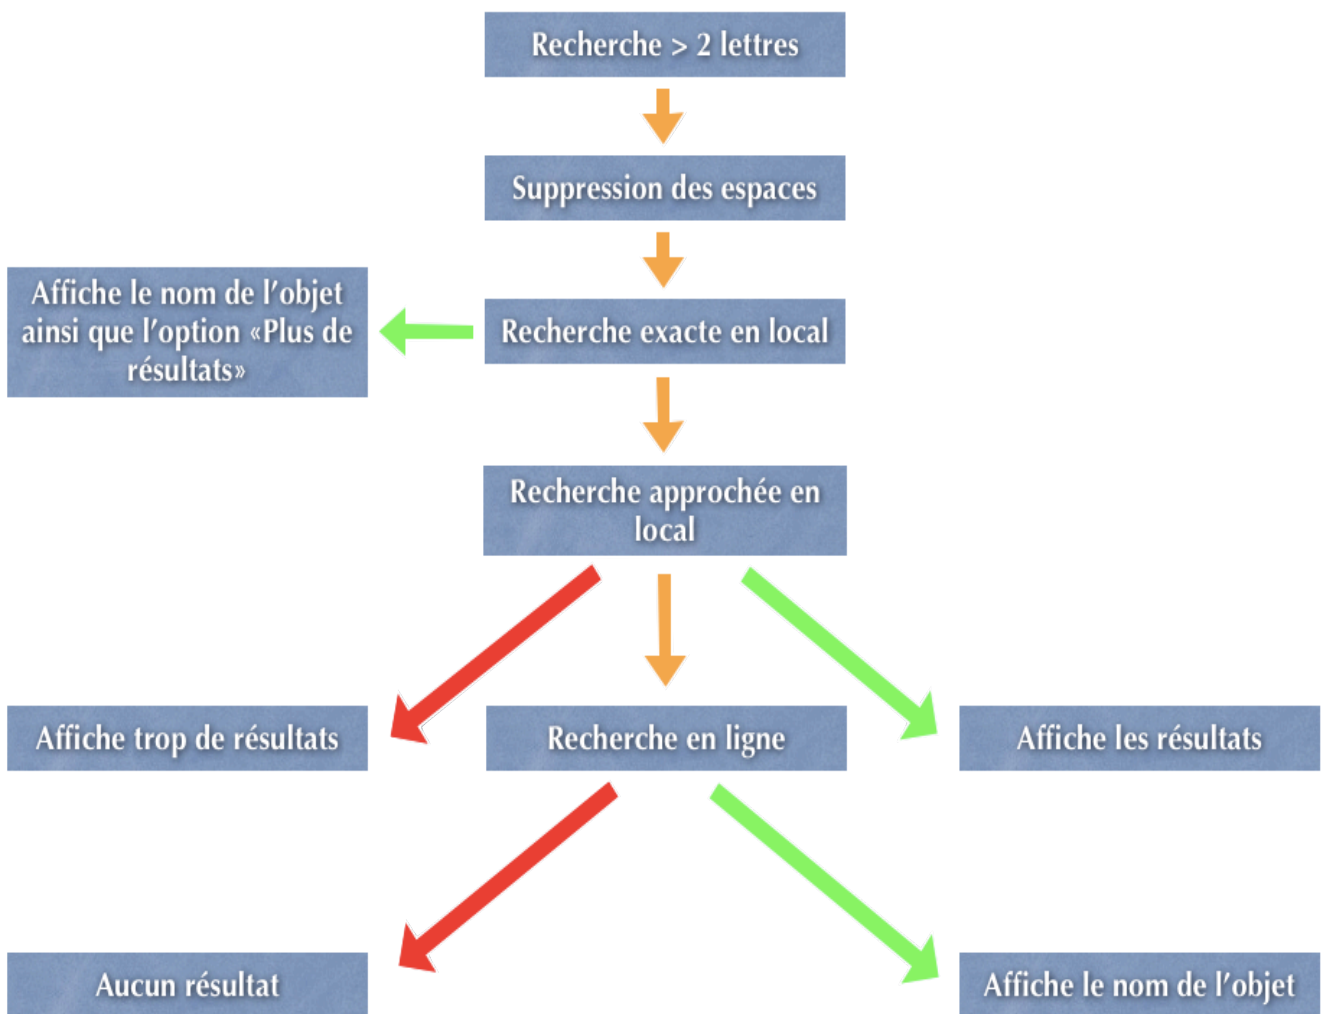 Recherche > 2 lettres
Suppression des espaces
Affiche le nom de l'objet
ainsi que l'option «Plus de
résultats»
Recherche exacte en local
Recherche approchée en
local
Affiche trop de résultats
Recherche en ligne
Affiche les résultats
Aucun résultat
Affiche le nom de l'objet